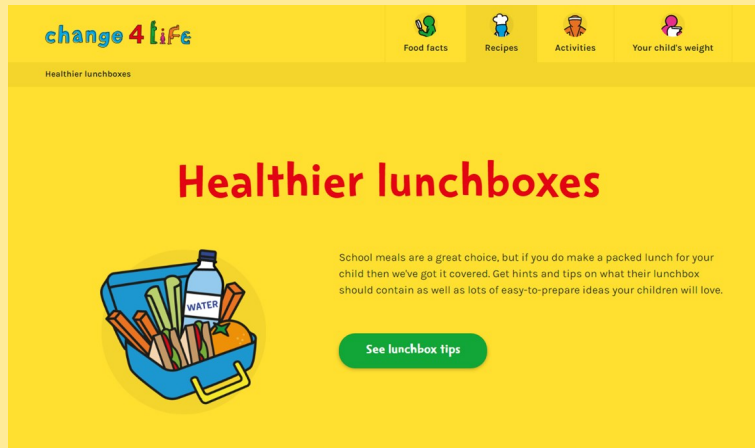 change 4 Life
Food facts
Recipes
Activities
Your child's weight
Healthier lunchboxes
Healthier lunchboxes
School meals are a great choice, but if you do make a packed lunch for your
child then we've got it covered. Get hints and tips on what their lunchbox
should contain as well as lots of easy-to-prepare ideas your children will love.
WATER
See lunchbox tips